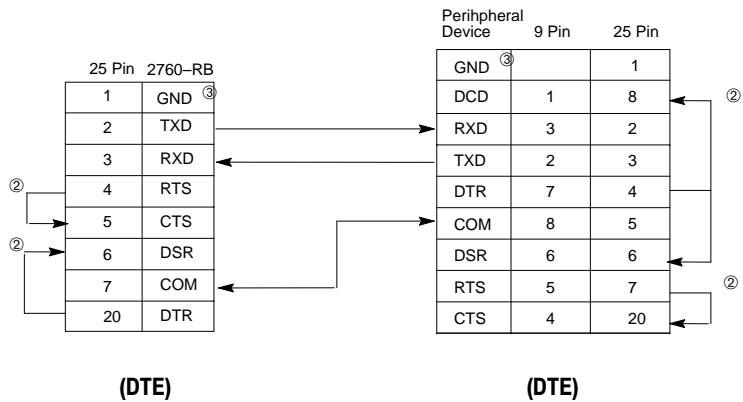 Perihpheral
Device 9 Pin 25 Pin
GND ③ 1
DCD 1 8 ②
RXD 3 2
TXD 2 3
DTR 7 4
COM 8 5
DSR 6 6
RTS 5 7 ②
CTS 4 20
(DTE)
25 Pin 2760–RB
1 GND ③
2 TXD
3 RXD
② 4 RTS
5 CTS
② 6 DSR
7 COM
20 DTR
(DTE)